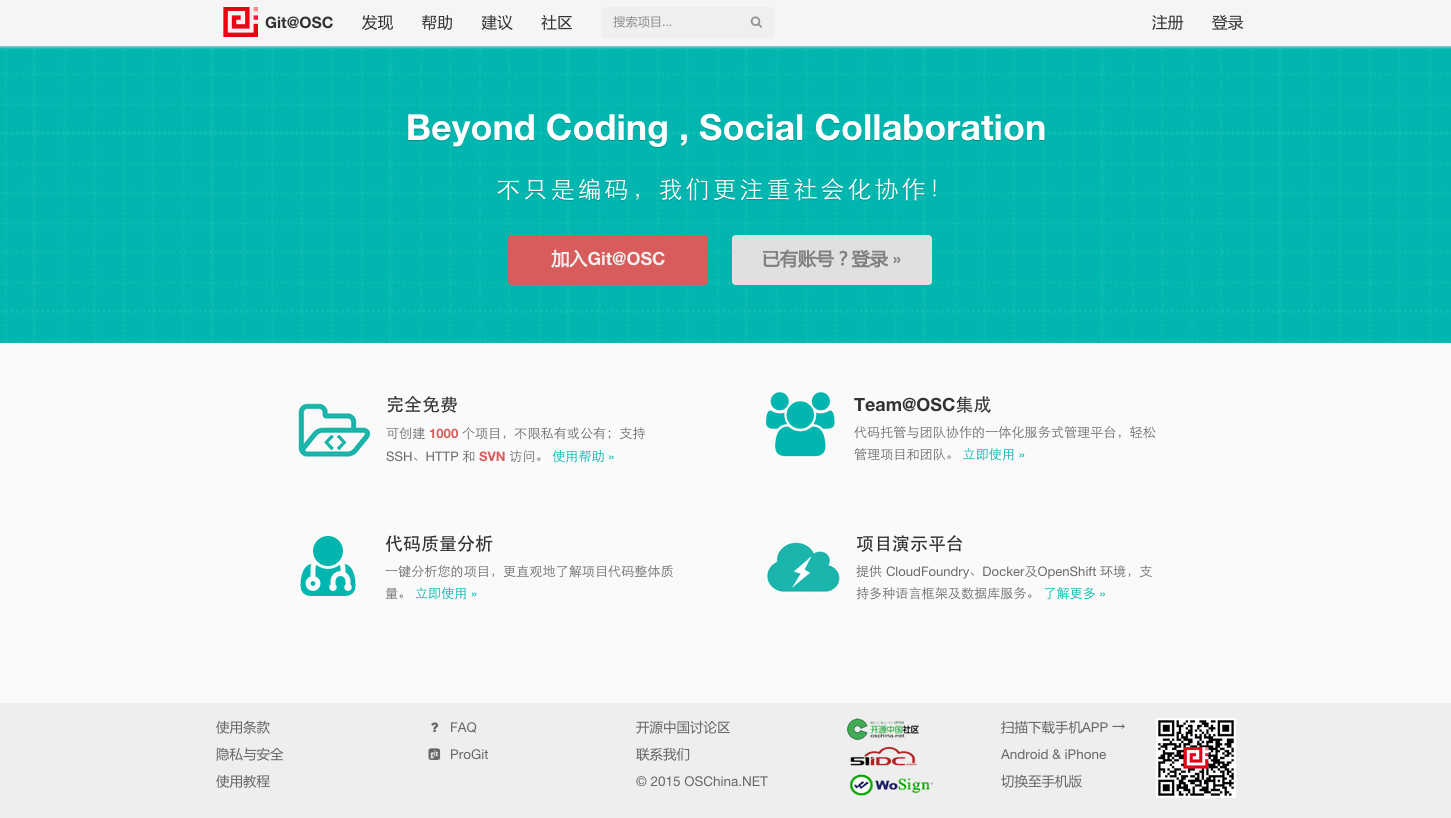 Git@OSC 发现 帮助 建议 社区 搜索项目... 注册 登录
Beyond Coding , Social Collaboration
不只是编码，我们更注重社会化协作！
加入Git@OSC 已有账号？登录 »
完全免费
可创建 1000 个项目，不限私有或公有；支持
SSH、HTTP 和 SVN 访问。 使用帮助 »
Team@OSC集成
代码托管与团队协作的一体化服务式管理平台，轻松
管理项目和团队。 立即使用 »
代码质量分析
一键分析您的项目，更直观地了解项目代码整体质
量。 立即使用 »
项目演示平台
提供 CloudFoundry、Docker及OpenShift 环境，支
持多种语言框架及数据库服务。 了解更多 »
使用条款
隐私与安全
使用教程
? FAQ
git ProGit
开源中国讨论区
联系我们
© 2015 OSChina.NET
开源中国社区
oschina.net
SIIDC
WoSign
扫描下载手机APP →
Android & iPhone
切换至手机版